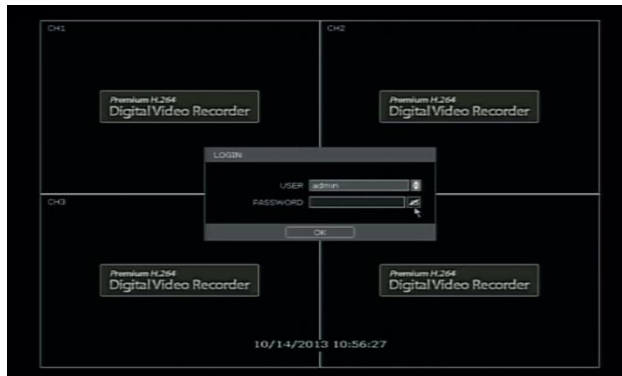 CH1
CH2
Premium H.264
Digital Video Recorder
Premium H.264
Digital Video Recorder
LOGIN
USER admin
PASSWORD
OK
CH3
Premium H.264
Digital Video Recorder
Premium H.264
Digital Video Recorder
10/14/2013 10:56:27